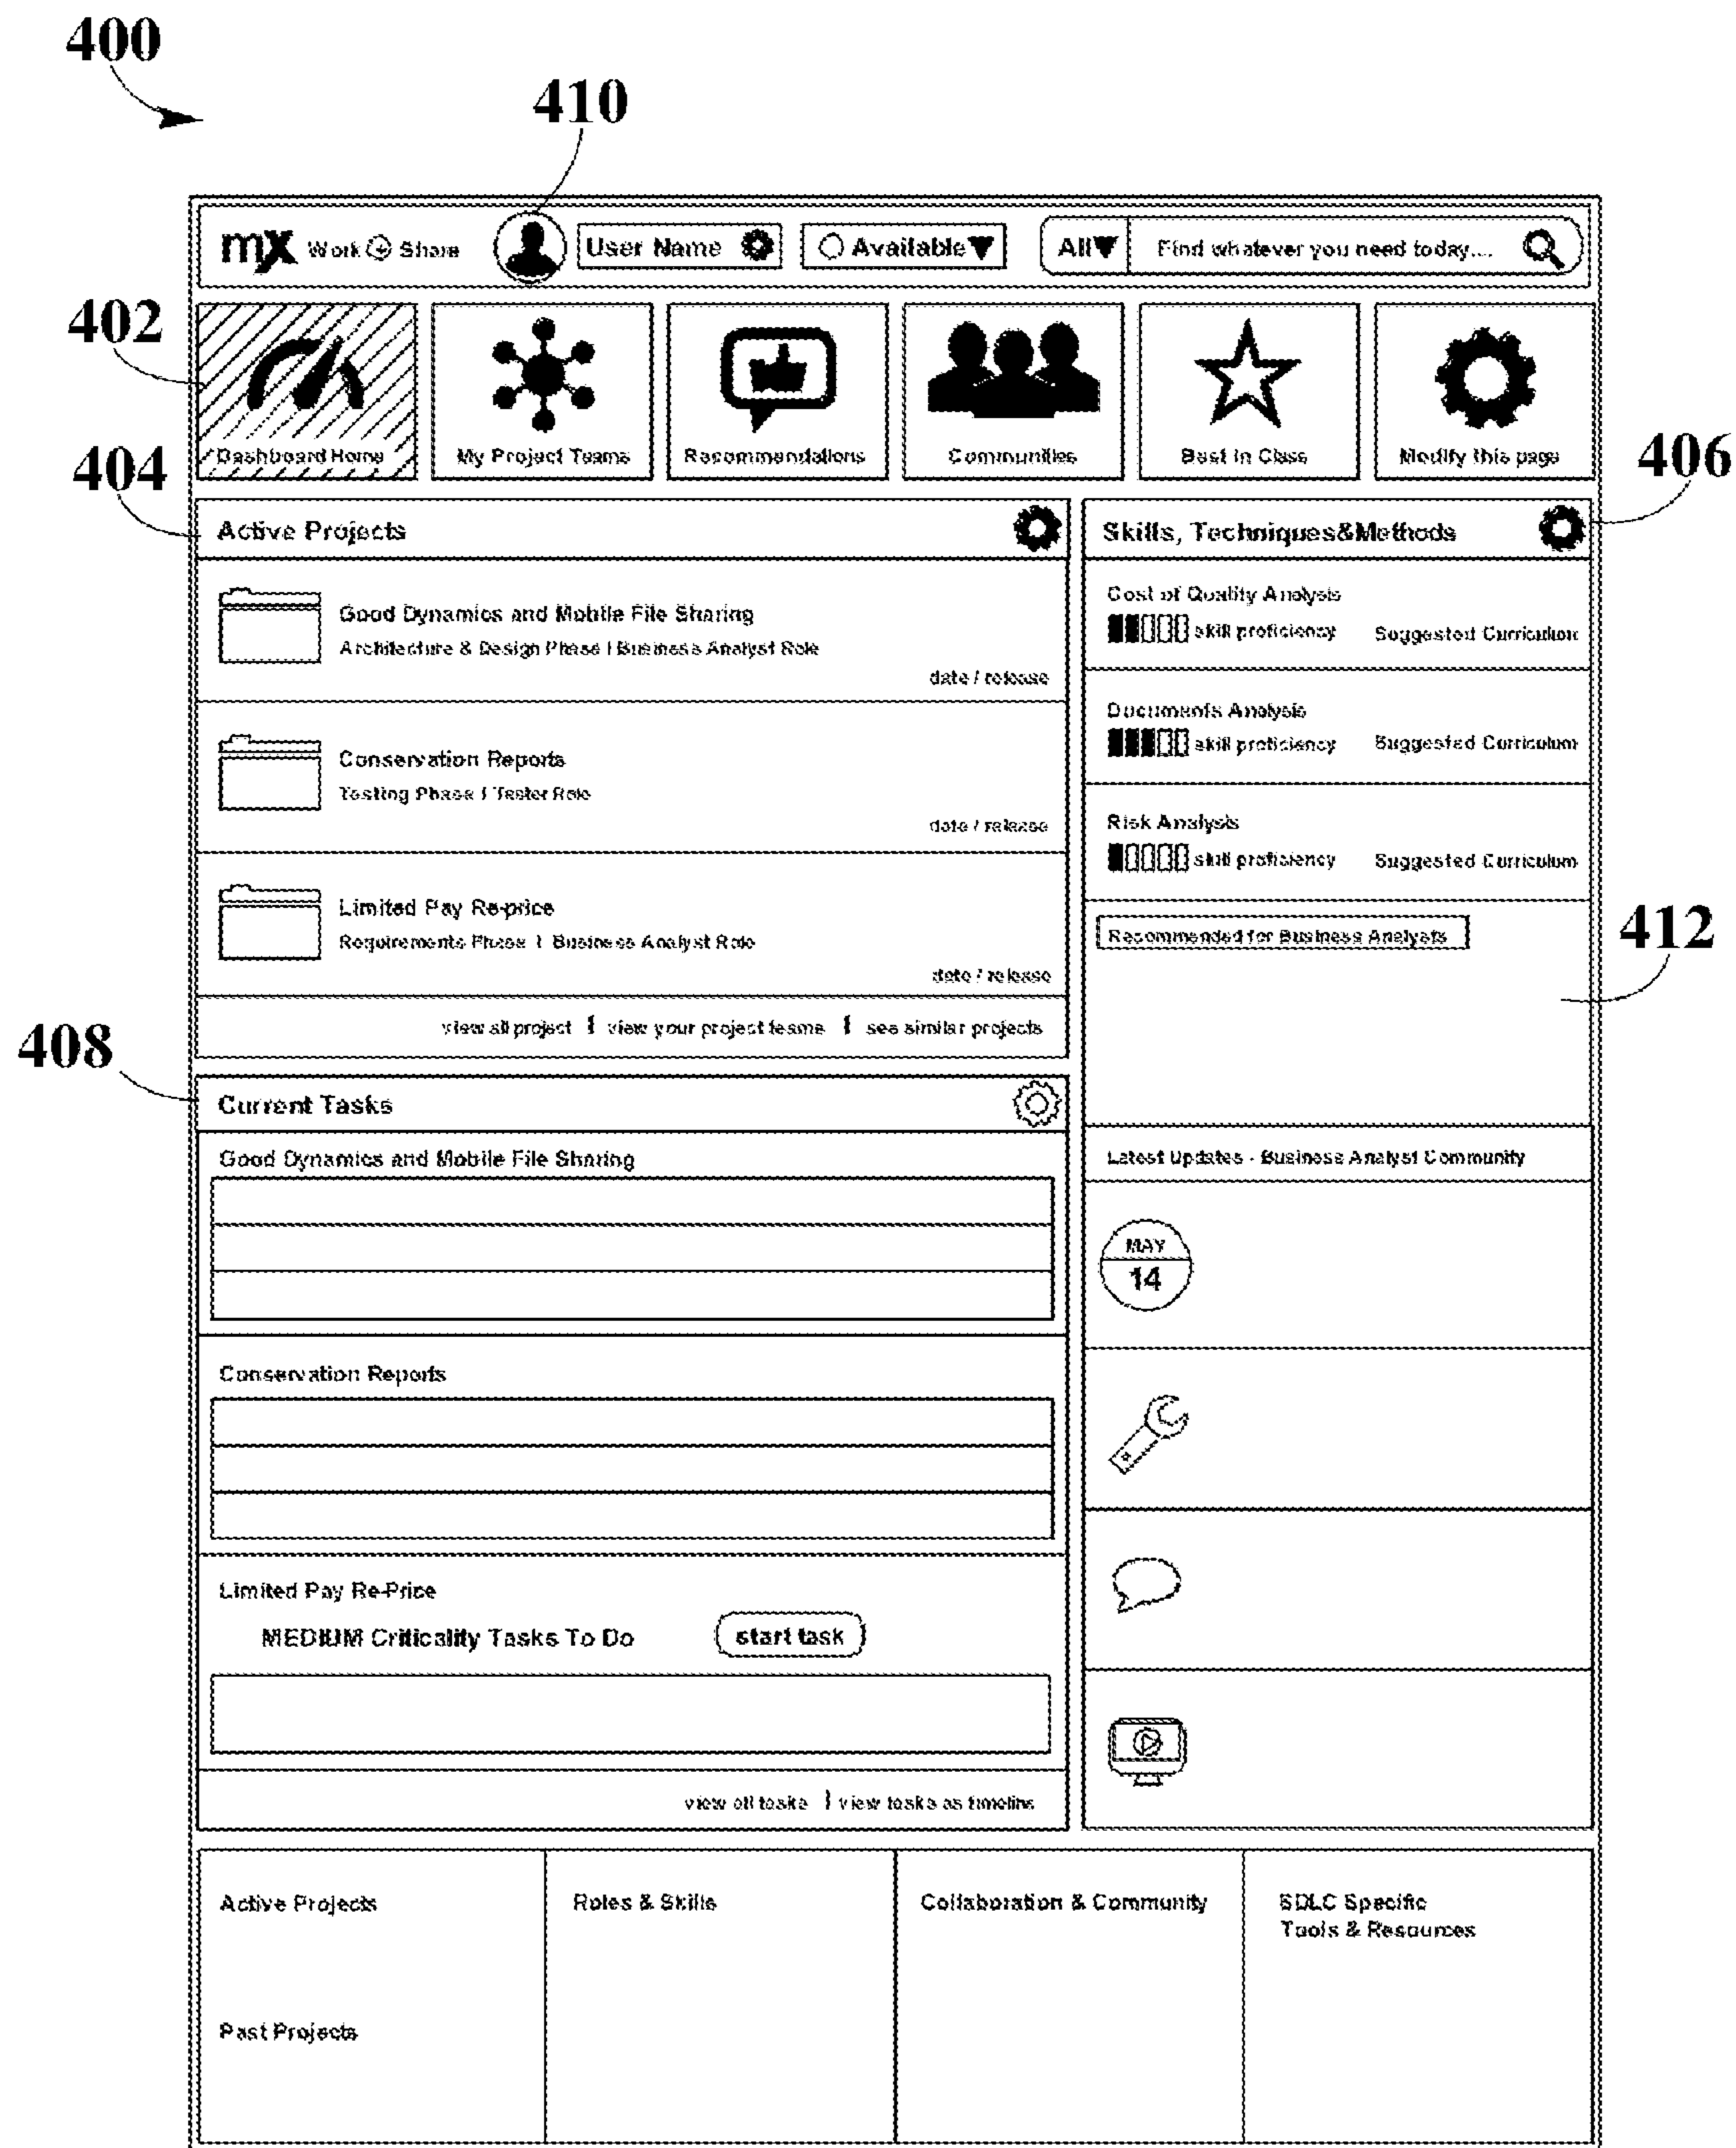 400
410
mx Work Share
User Name
Available
All
Find whatever you need today....
402
Dashboard Home
My Project Teams
Recommendations
Communities
Best in Class
Modify this page
404
406
Active Projects
Good Dynamics and Mobile File Sharing
Architecture & Design Phase | Business Analyst Role
date / release
Conservation Reports
Testing Phase | Tester Role
date / release
Limited Pay Re-price
Requirements Phase | Business Analyst Role
date / release
view all project | view your project teams | see similar projects
Skills, Techniques&Methods
Cost of Quality Analysis
skill proficiency Suggested Curriculum
Documents Analysis
skill proficiency Suggested Curriculum
Risk Analysis
skill proficiency Suggested Curriculum
Recommended for Business Analysts
412
408
Current Tasks
Good Dynamics and Mobile File Sharing
Conservation Reports
Limited Pay Re-Price
MEDIUM Criticality Tasks To Do
start task
view all tasks | view tasks as timeline
Latest Updates - Business Analyst Community
MAY
14
Active Projects
Past Projects
Roles & Skills
Collaboration & Community
SDLC Specific
Tools & Resources